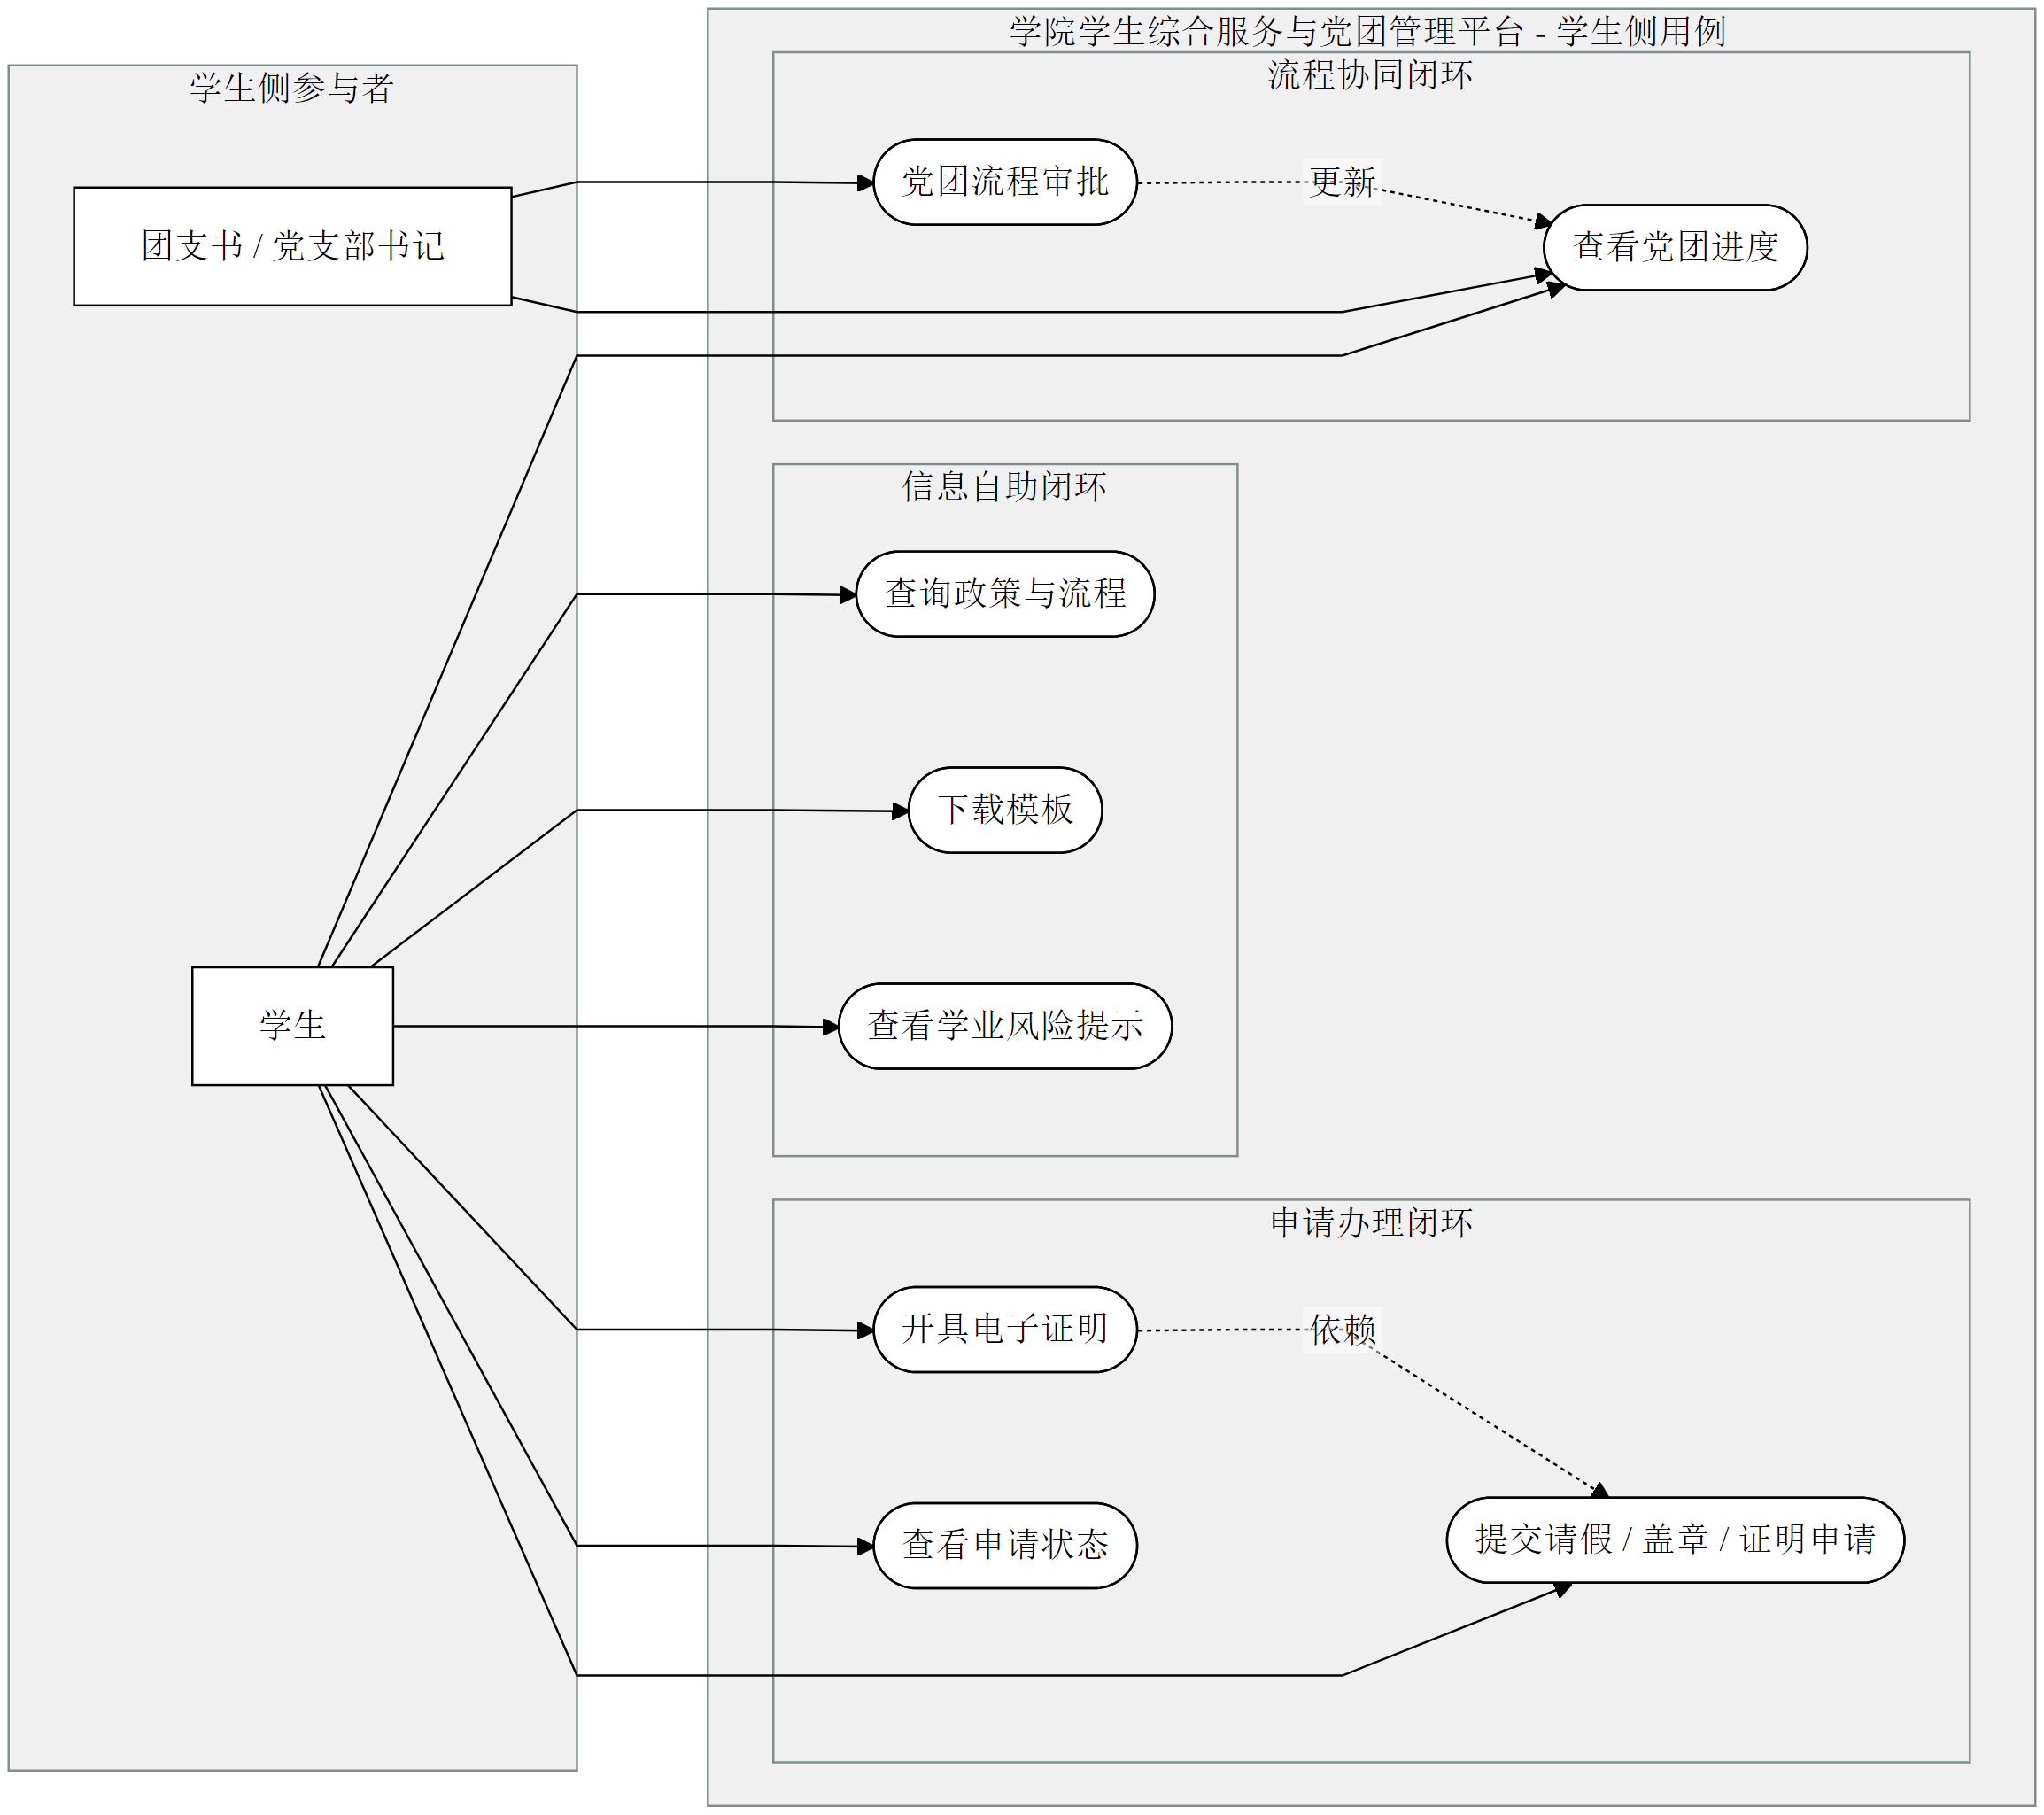 学院学生综合服务与党团管理平台 - 学生侧用例
学生侧参与者
流程协同闭环
团支书 / 党支部书记
党团流程审批
更新
查看党团进度
信息自助闭环
查询政策与流程
下载模板
学生
查看学业风险提示
申请办理闭环
开具电子证明
依赖
查看申请状态
提交请假 / 盖章 / 证明申请